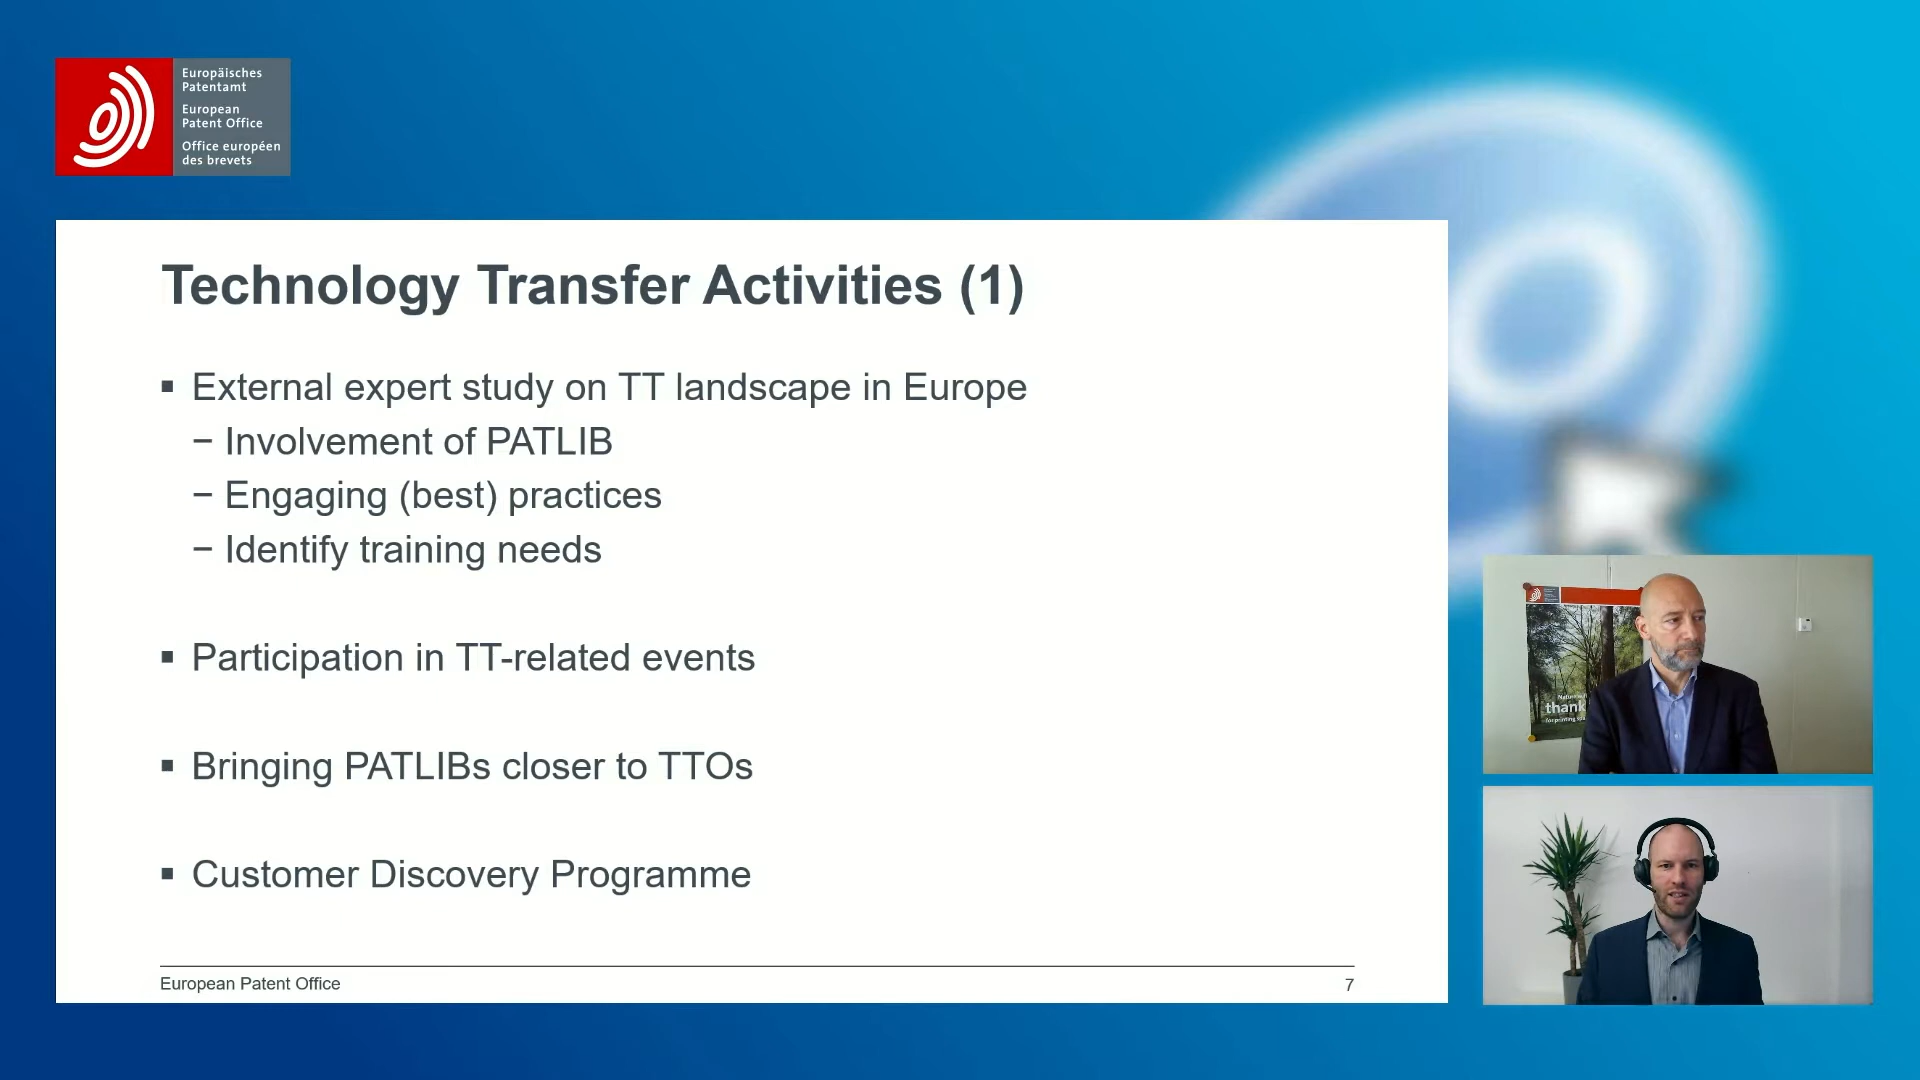 Europäisches
Patentamt
European
Patent Office
Office européen
des brevets
Technology Transfer Activities (1)
▪ External expert study on TT landscape in Europe
− Involvement of PATLIB
− Engaging (best) practices
− Identify training needs
▪ Participation in TT-related events
▪ Bringing PATLIBs closer to TTOs
▪ Customer Discovery Programme
European Patent Office
7
thank
for printing